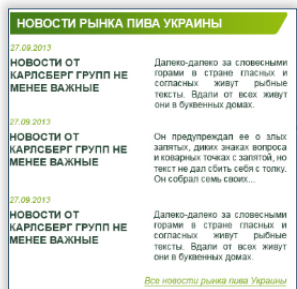 НОВОСТИ РЫНКА ПИВА УКРАИНЫ
27.09.2013
НОВОСТИ ОТ
КАРЛСБЕРГ ГРУПП НЕ
МЕНЕЕ ВАЖНЫЕ
Далеко-далеко за словесными
горами в стране гласных и
согласных живут рыбные
тексты. Вдали от всех живут
они в буквенных домах.
27.09.2013
НОВОСТИ ОТ
КАРЛСБЕРГ ГРУПП НЕ
МЕНЕЕ ВАЖНЫЕ
Он предупреждал ее о злых
запятых, диких знаках вопроса
и коварных точках с запятой, но
текст не дал сбить себя с толку.
Он собрал семь своих...
27.09.2013
НОВОСТИ ОТ
КАРЛСБЕРГ ГРУПП НЕ
МЕНЕЕ ВАЖНЫЕ
Далеко-далеко за словесными
горами в стране гласных и
согласных живут рыбные
тексты. Вдали от всех живут
они в буквенных домах.
Все новости рынка пива Украины